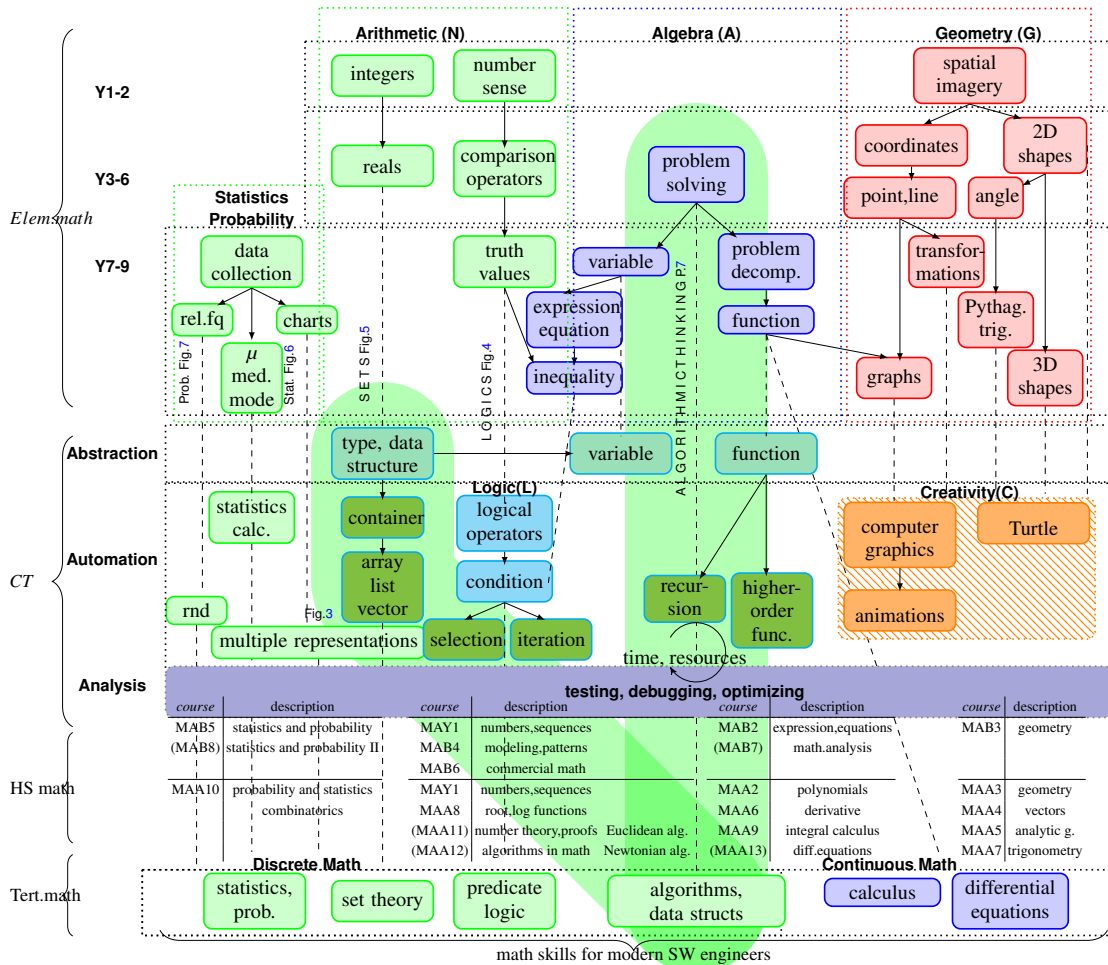 Arithmetic (N)
Algebra (A)
Geometry (G)
integers
number
sense
spatial
imagery
Y1-2
reals
comparison
operators
problem
solving
coordinates
2D
shapes
Y3-6
point,line
angle
Elemsmath
Statistics
Probability
data
collection
truth
values
variable
problem
decomp.
transfor-
mations
Y7-9
rel.fq
charts
expression
equation
function
Pythag.
trig.
μ
med.
mode
inequality
graphs
3D
shapes
Prob. Fig.7
Stat. Fig.6
S E T S Fig.5
L O G I C S Fig.4
A L G O R I T H M I C T H I N K I N G P.7
Abstraction
type, data
structure
variable
function
Logic(L)
Creativity(C)
statistics
calc.
container
logical
operators
computer
graphics
Turtle
Automation
CT
array
list
vector
condition
recur-
sion
higher-
order
func.
animations
rnd
Fig.3
multiple representations
selection
iteration
time, resources
Analysis
testing, debugging, optimizing
course description course description course description course description
MAB5 statistics and probability MAY1 numbers,sequences MAB2 expression,equations MAB3 geometry
(MAB8) statistics and probability II MAB4 modeling,patterns (MAB7) math.analysis
MAB6 commercial math
HS math
MAA10 probability and statistics MAY1 numbers,sequences MAA2 polynomials MAA3 geometry
combinatorics MAA8 root,log functions MAA6 derivative MAA4 vectors
(MAA11) number theory,proofs Euclidean alg. MAA9 integral calculus MAA5 analytic g.
(MAA12) algorithms in math Newtonian alg. (MAA13) diff.equations MAA7 trigonometry
Discrete Math
Continuous Math
Tert.math
statistics,
prob.
set theory
predicate
logic
algorithms,
data structs
calculus
differential
equations
math skills for modern SW engineers